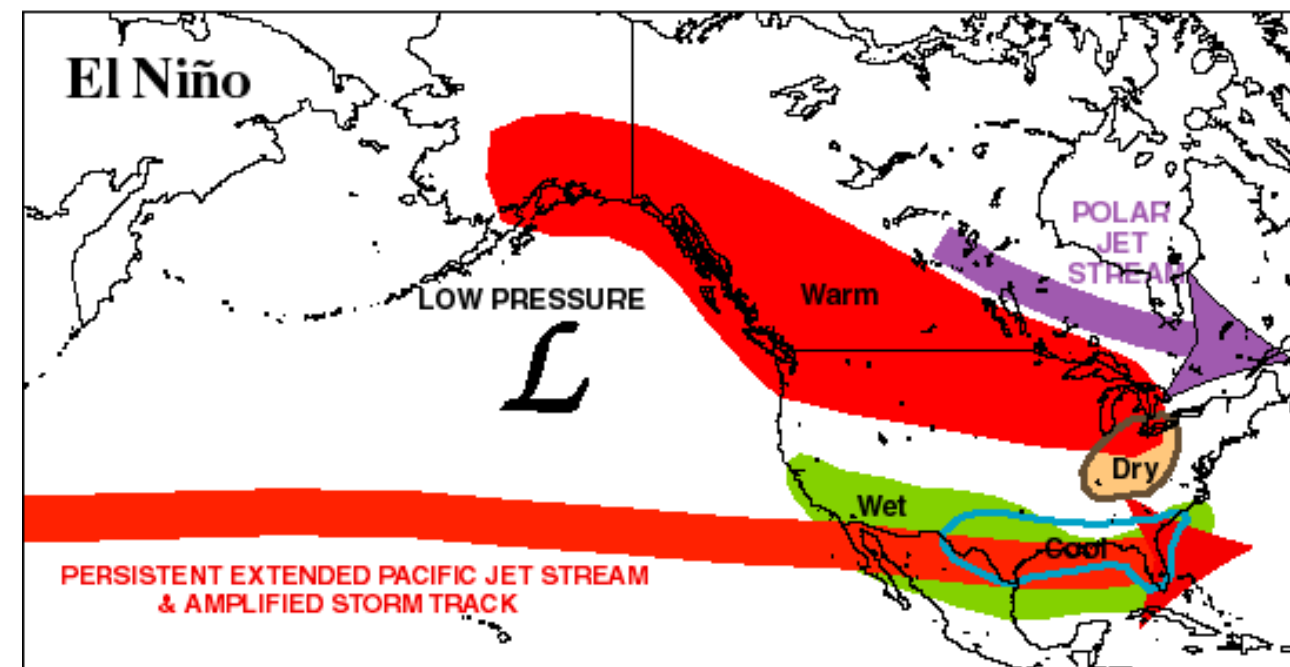 El Niño
POLAR
JET
STREAM
LOW PRESSURE
Warm
L
Dry
Wet
Cool
PERSISTENT EXTENDED PACIFIC JET STREAM
& AMPLIFIED STORM TRACK